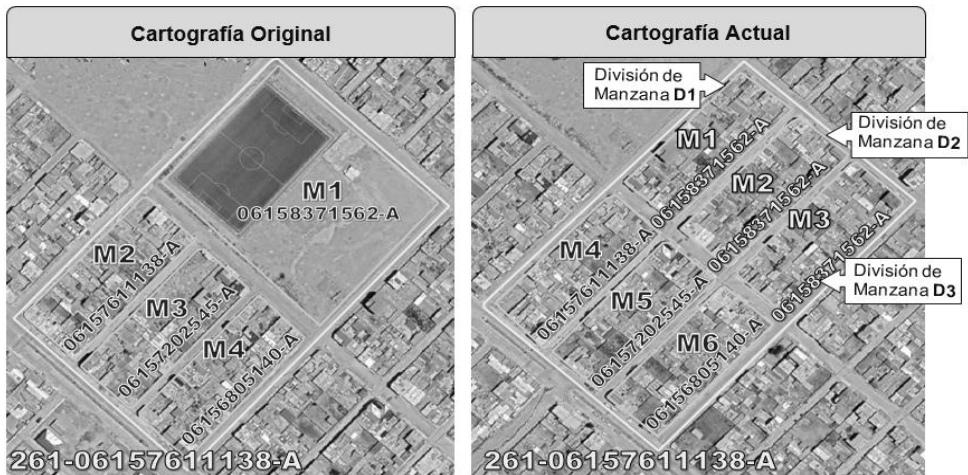 Cartografía Original
M1
06158371562-A
M2
06157611138-A
M3
06157202545-A
M4
06156805140-A
261-06157611138-A
Cartografía Actual
División de
Manzana D1
División de
Manzana D2
M1
06158371562-A
M2
06158371562-A
M3
06158371562-A
División de
Manzana D3
M4
06157611138-A
M5
06157202545-A
M6
06156805140-A
261-06157611138-A